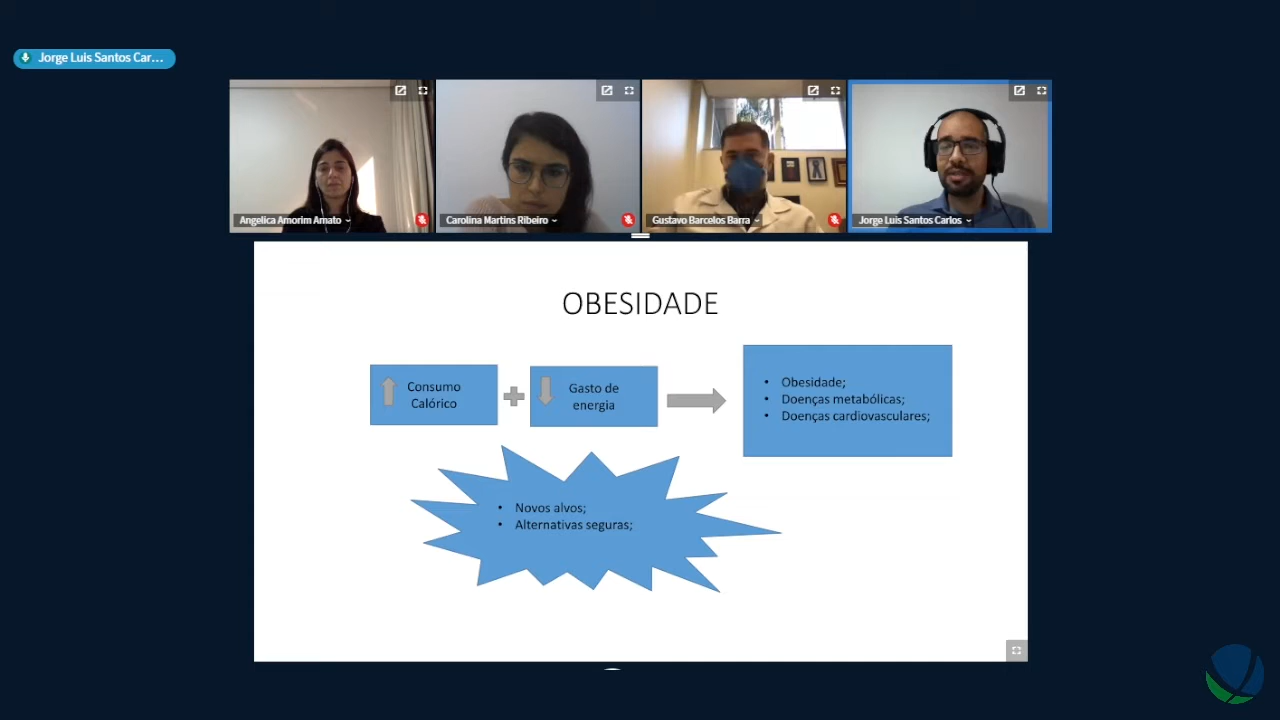 Jorge Luis Santos Car...
Angelica Amorim Amato
Carolina Martins Ribeiro
Gustavo Barcelos Barra
Jorge Luis Santos Carlos
OBESIDADE
Consumo
Calórico
Gasto de
energia
• Obesidade;
• Doenças metabólicas;
• Doenças cardiovasculares;
• Novos alvos;
• Alternativas seguras;